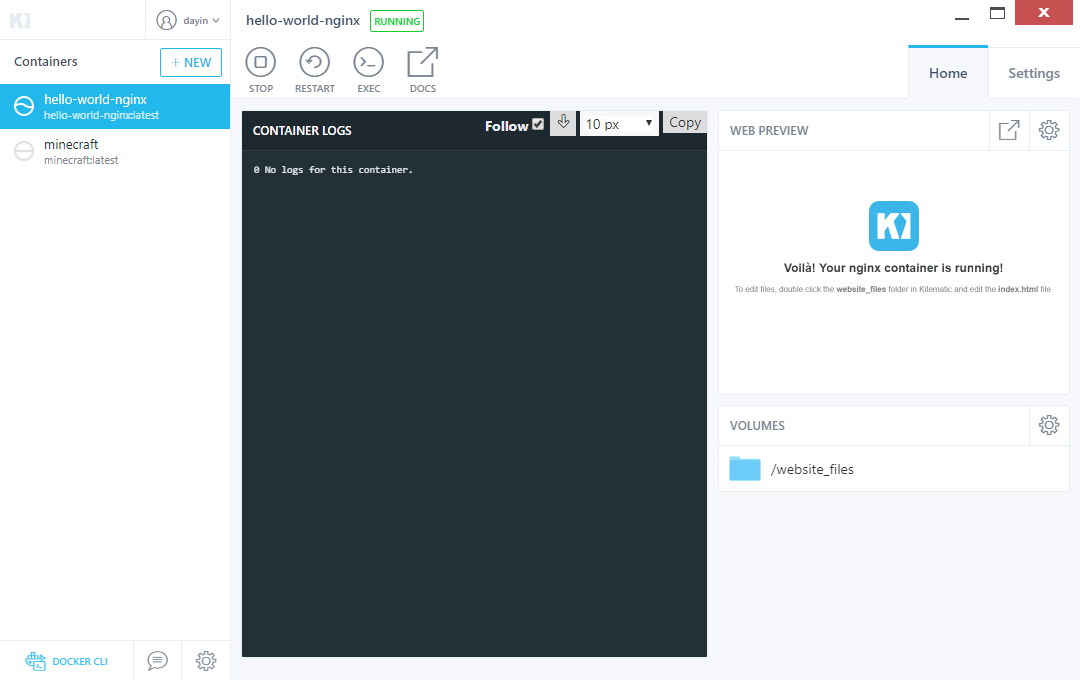 dayin
hello-world-nginx RUNNING
Containers
+ NEW
hello-world-nginx
hello-world-nginx:latest
minecraft
minecraft:latest
STOP RESTART EXEC DOCS
Home Settings
CONTAINER LOGS Follow 10 px Copy
0 No logs for this container.
WEB PREVIEW
Voilà! Your nginx container is running!
To edit files, double click the website_files folder in Kitematic and edit the index.html file.
VOLUMES
/website_files
DOCKER CLI